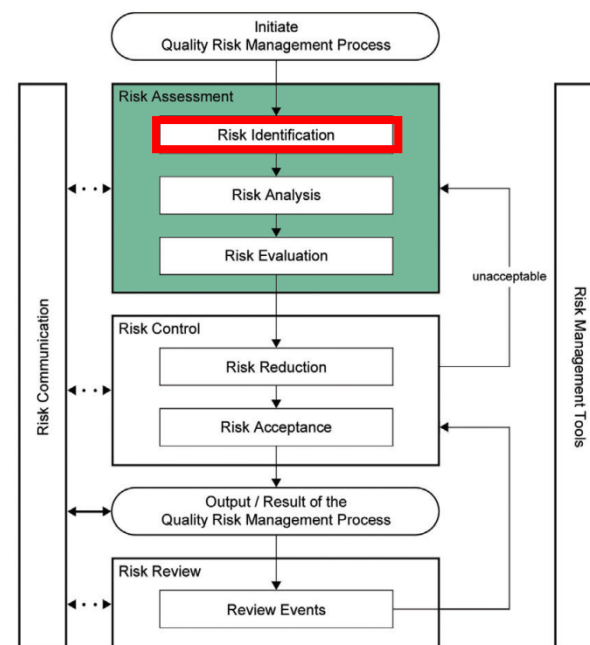 Initiate
Quality Risk Management Process
Risk Assessment
Risk Identification
Risk Analysis
Risk Evaluation
unacceptable
Risk Communication
Risk Management Tools
Risk Control
Risk Reduction
Risk Acceptance
Output / Result of the
Quality Risk Management Process
Risk Review
Review Events